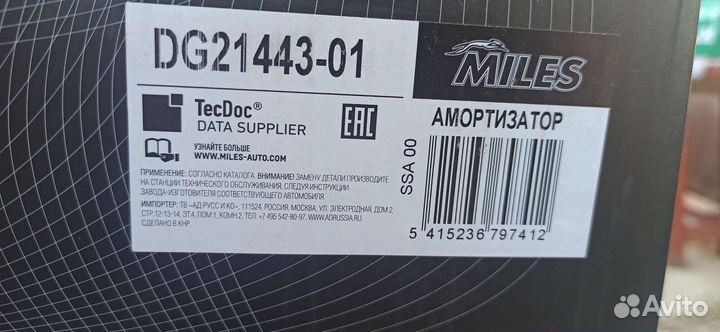 DG21443-01
MILES
TecDoc®
DATA SUPPLIER
EAC
АМОРТИЗАТОР
УЗНАЙТЕ БОЛЬШЕ
WWW.MILES-AUTO.COM
SSA 00
ПРИМЕНЕНИЕ: СОГЛАСНО КАТАЛОГА. ВНИМАНИЕ! ЗАМЕНУ ДЕТАЛИ ПРОИЗВОДИТЕ
НА СТАНЦИИ ТЕХНИЧЕСКОГО ОБСЛУЖИВАНИЯ, СЛЕДУЯ ИНСТРУКЦИИ
ЗАВОДА-ИЗГОТОВИТЕЛЯ СООТВЕТСТВУЮЩЕГО АВТОМОБИЛЯ.
ИМПОРТЕР: ТВ «АД РУСС И КО», 111524, РОССИЯ, МОСКВА, УЛ. ЭЛЕКТРОДНАЯ, ДОМ 2,
СТР.12-13-14, ЭТ.4, ПОМ.1, КОМН.2, ТЕЛ. +7 495 542-80-97, WWW.ADRUSSIA.RU
СДЕЛАНО В КНР
5 415236 797412
Avito